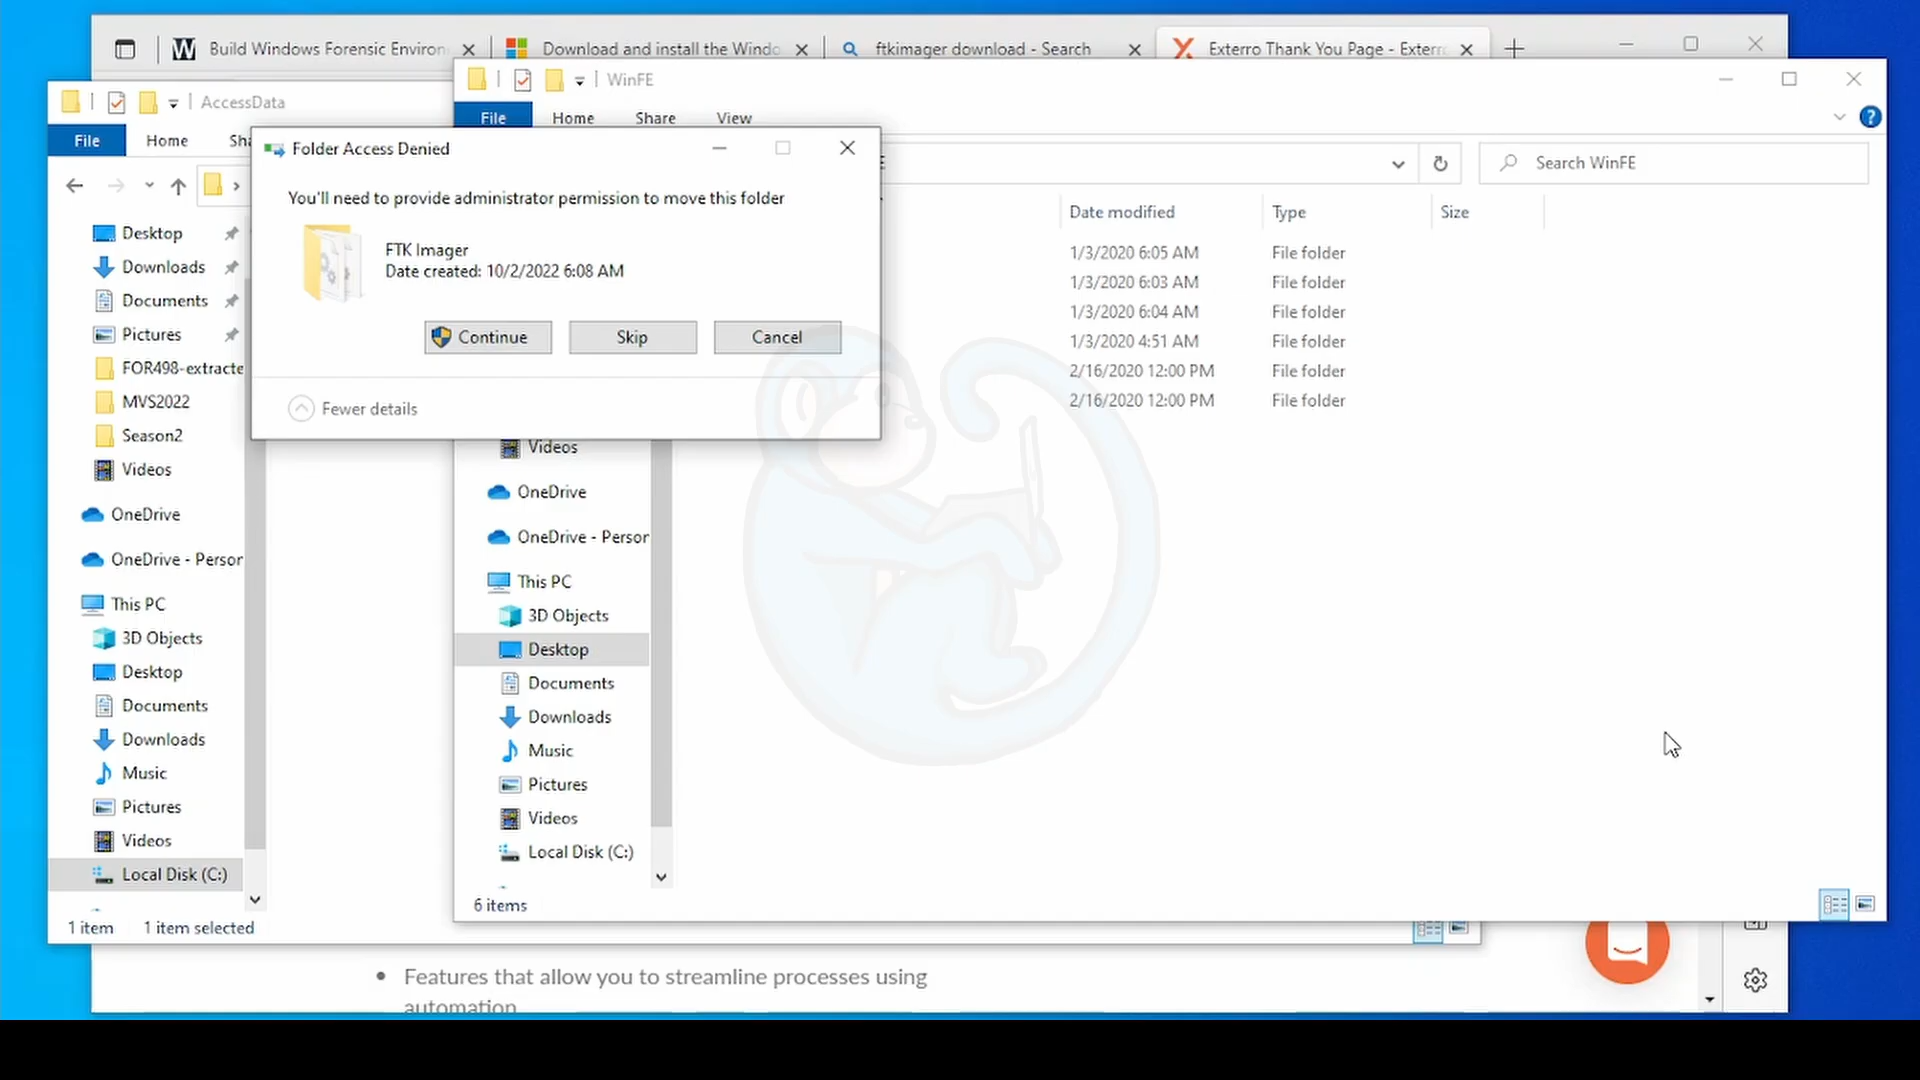 Build Windows Forensic Environ
Download and install the Windo
ftkimager download - Search
Exterro Thank You Page - Exterro
WinFE
AccessData
File
Home
Share
View
File
Home
Sha
Folder Access Denied
You'll need to provide administrator permission to move this folder
FTK Imager
Date created: 10/2/2022 6:08 AM
Continue
Skip
Cancel
Fewer details
Search WinFE
Date modified
Type
Size
1/3/2020 6:05 AM
File folder
1/3/2020 6:03 AM
File folder
1/3/2020 6:04 AM
File folder
1/3/2020 4:51 AM
File folder
2/16/2020 12:00 PM
File folder
2/16/2020 12:00 PM
File folder
Desktop
Downloads
Documents
Pictures
FOR498-extracte
MVS2022
Season2
Videos
OneDrive
OneDrive - Person
This PC
3D Objects
Desktop
Documents
Downloads
Music
Pictures
Videos
Local Disk (C:)
1 item
1 item selected
Videos
OneDrive
OneDrive - Person
This PC
3D Objects
Desktop
Documents
Downloads
Music
Pictures
Videos
Local Disk (C:)
6 items
Features that allow you to streamline processes using
automation